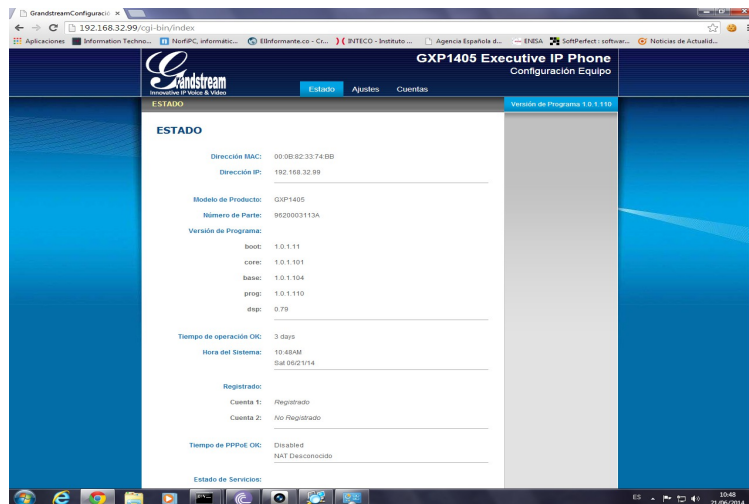 GrandstreamConfiguració
192.168.32.99/cgi-bin/index
Aplicaciones Information Techno... NorfiPC, informátic... ElInformente.co - Cr... INTECO - Instituto ... Agencia Española d... ENISA SoftPerfect : softwar... Noticias de Actualid...
Grandstream
Innovative IP Voice & Video
GXP1405 Executive IP Phone
Configuración Equipo
Estado Ajustes Cuentas
ESTADO
Versión de Programa 1.0.1.110
ESTADO
Dirección MAC: 00:0B:82:33:74:BB
Dirección IP: 192.168.32.99
Modelo de Producto: GXP1405
Número de Parte: 9620003113A
Versión de Programa:
boot: 1.0.1.11
core: 1.0.1.101
base: 1.0.1.104
prog: 1.0.1.110
dsp: 0.79
Tiempo de operación OK: 3 days
Hora del Sistema: 10:48AM
Sat 06/21/14
Registrado:
Cuenta 1: Registrado
Cuenta 2: No Registrado
Tiempo de PPPoE OK: Disabled
NAT Desconocido
Estado de Servicios:
ES
10:48
21/06/2014